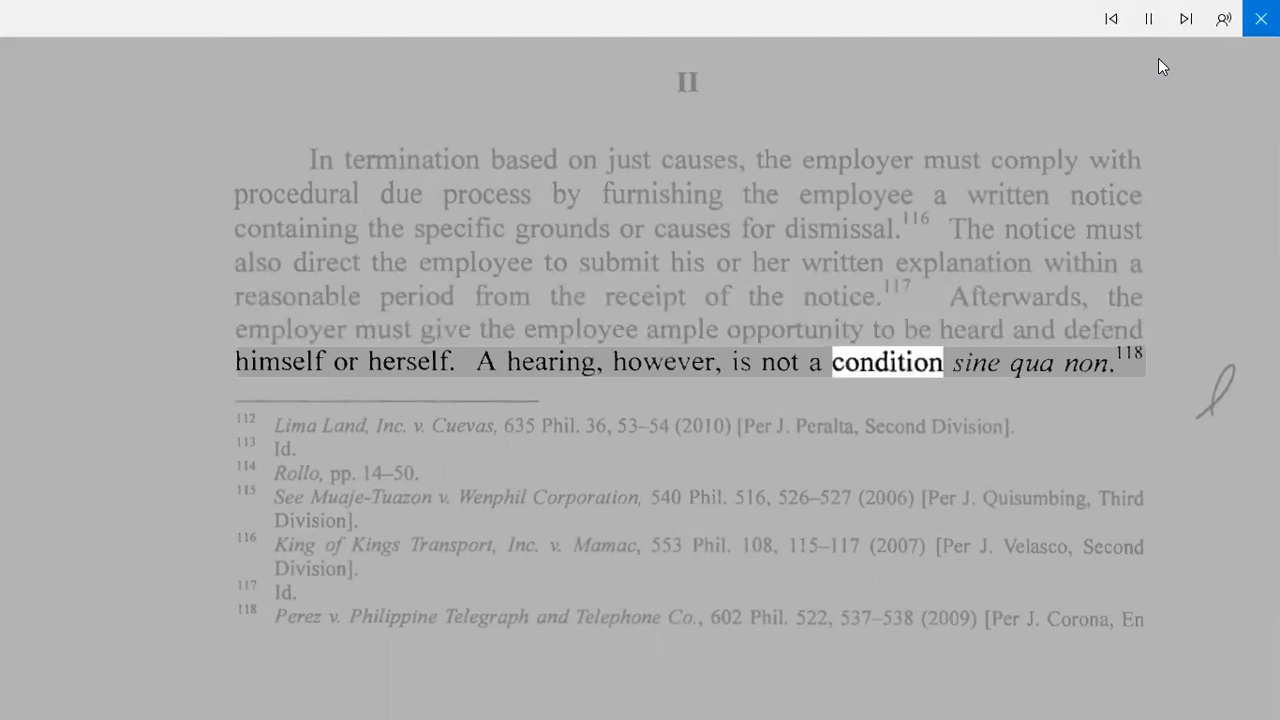 II
In termination based on just causes, the employer must comply with
procedural due process by furnishing the employee a written notice
containing the specific grounds or causes for dismissal.116 The notice must
also direct the employee to submit his or her written explanation within a
reasonable period from the receipt of the notice.117 Afterwards, the
employer must give the employee ample opportunity to be heard and defend
himself or herself. A hearing, however, is not a condition sine qua non.118
112 Lima Land, Inc. v. Cuevas, 635 Phil. 36, 53–54 (2010) [Per J. Peralta, Second Division].
113 Id.
114 Rollo, pp. 14–50.
115 See Muaje-Tuazon v. Wenphil Corporation, 540 Phil. 516, 526–527 (2006) [Per J. Quisumbing, Third
Division].
116 King of Kings Transport, Inc. v. Mamac, 553 Phil. 108, 115–117 (2007) [Per J. Velasco, Second
Division].
117 Id.
118 Perez v. Philippine Telegraph and Telephone Co., 602 Phil. 522, 537–538 (2009) [Per J. Corona, En